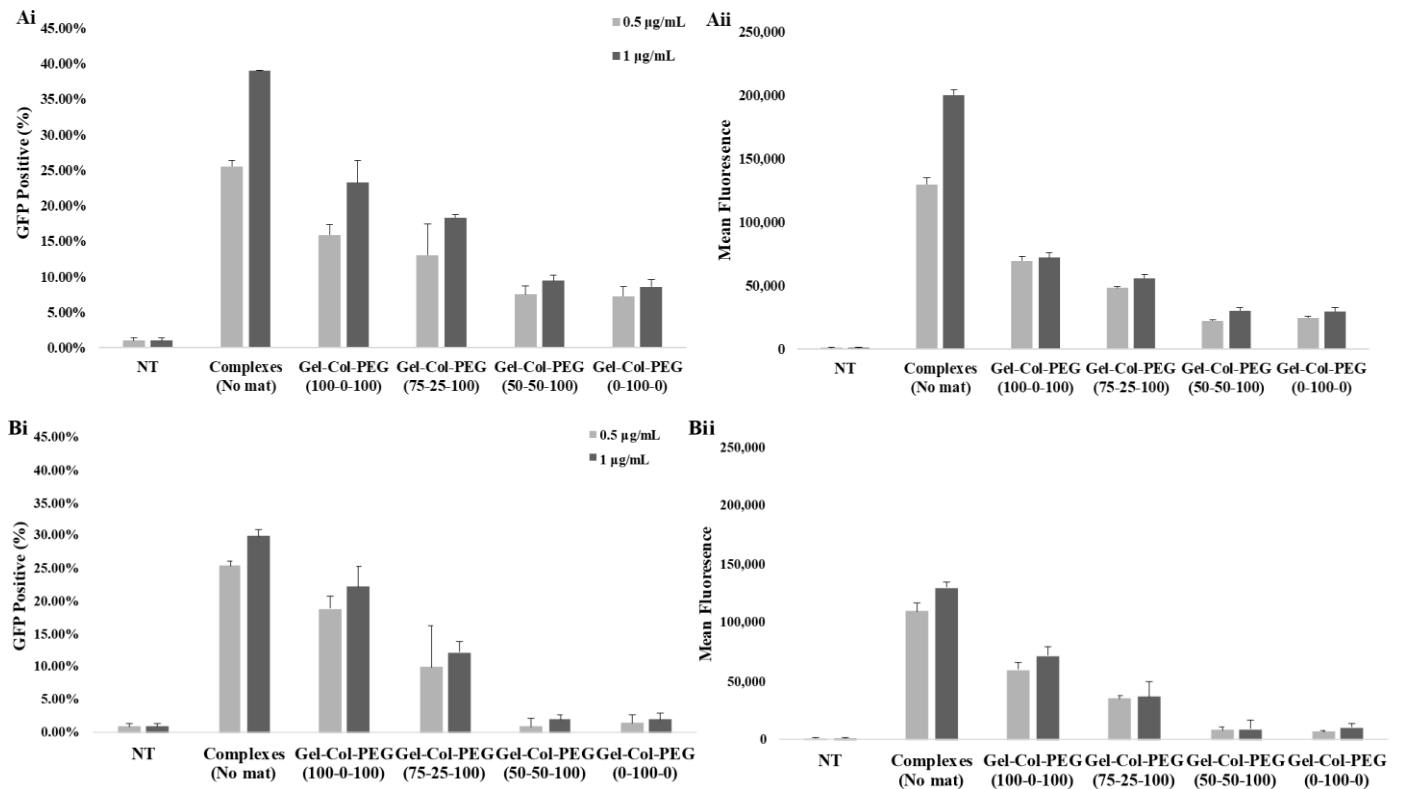 Ai
45.00%
40.00%
35.00%
30.00%
25.00%
20.00%
15.00%
10.00%
5.00%
0.00%
GFP Positive (%)
0.5 µg/mL
1 µg/mL
NT
Complexes
(No mat)
Gel-Col-PEG
(100-0-100)
Gel-Col-PEG
(75-25-100)
Gel-Col-PEG
(50-50-100)
Gel-Col-PEG
(0-100-0)
Aii
250,000
200,000
150,000
100,000
50,000
0
Mean Fluoresence
NT
Complexes
(No mat)
Gel-Col-PEG
(100-0-100)
Gel-Col-PEG
(75-25-100)
Gel-Col-PEG
(50-50-100)
Gel-Col-PEG
(0-100-0)
Bi
45.00%
40.00%
35.00%
30.00%
25.00%
20.00%
15.00%
10.00%
5.00%
0.00%
GFP Positive (%)
0.5 µg/mL
1 µg/mL
NT
Complexes
(No mat)
Gel-Col-PEG
(100-0-100)
Gel-Col-PEG
(75-25-100)
Gel-Col-PEG
(50-50-100)
Gel-Col-PEG
(0-100-0)
Bii
250,000
200,000
150,000
100,000
50,000
0
Mean Fluoresence
NT
Complexes
(No mat)
Gel-Col-PEG
(100-0-100)
Gel-Col-PEG
(75-25-100)
Gel-Col-PEG
(50-50-100)
Gel-Col-PEG
(0-100-0)